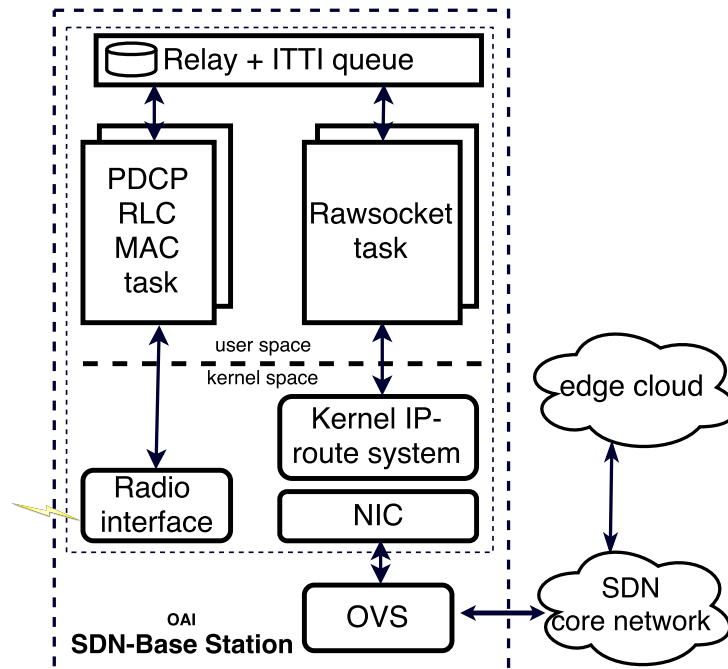 Relay + ITTI queue
PDCP
RLC
MAC
task
Rawsocket
task
user space
kernel space
Kernel IP-
route system
edge cloud
Radio
interface
NIC
OVS
SDN
core network
OAI
SDN-Base Station